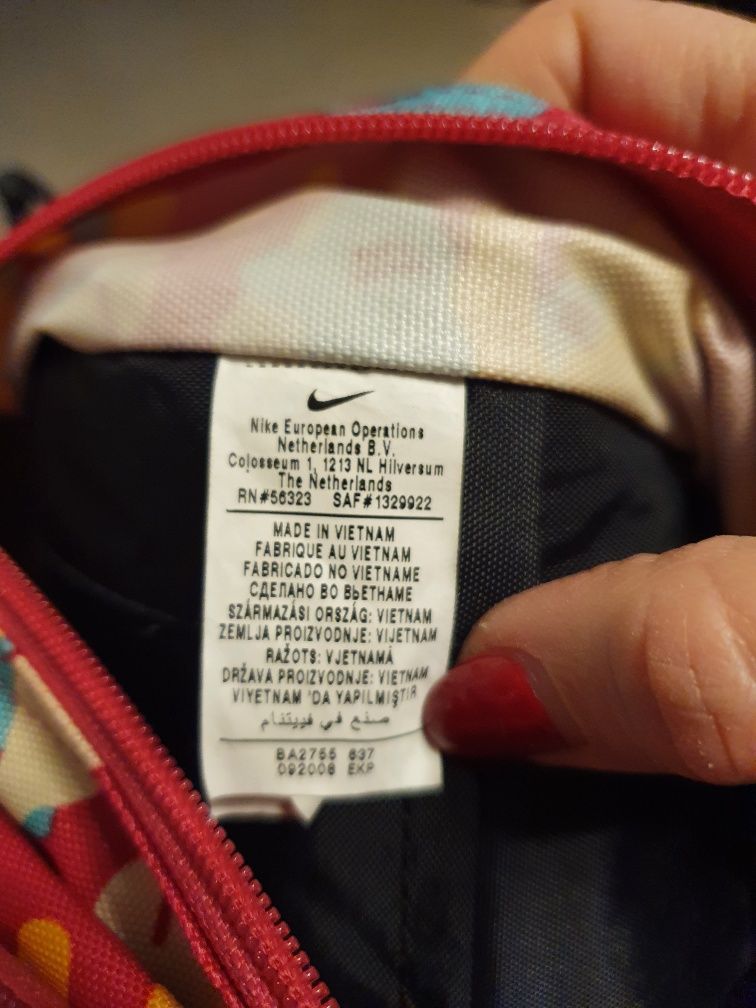 Nike European Operations
Netherlands B.V.
Colosseum 1, 1213 NL Hilversum
The Netherlands
RN#56323 SAF#1329922
MADE IN VIETNAM
FABRIQUE AU VIETNAM
FABRICADO NO VIETNAME
СДЕЛАНО ВО ВЬЕТНАМЕ
SZÁRMAZÁSI ORSZÁG: VIETNAM
ZEMLJA PROIZVODNJE: VIJETNAM
RAŽOTS: VJETNAMĀ
DRŽAVA PROIZVODNJE: VIETNAM
VIYETNAM 'DA YAPILMIŞTIR
صنع في فييتنام
BA2755 637
092008 EKP